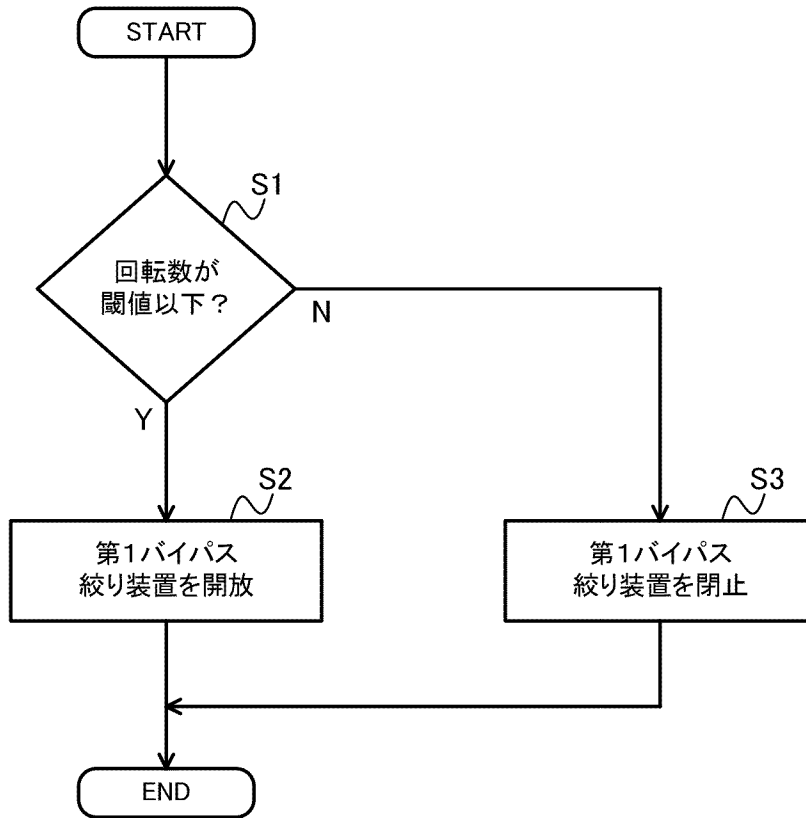 START
S1
回転数が
閾値以下？
N
Y
S2
第１バイパス
絞り装置を開放
S3
第１バイパス
絞り装置を閉止
END